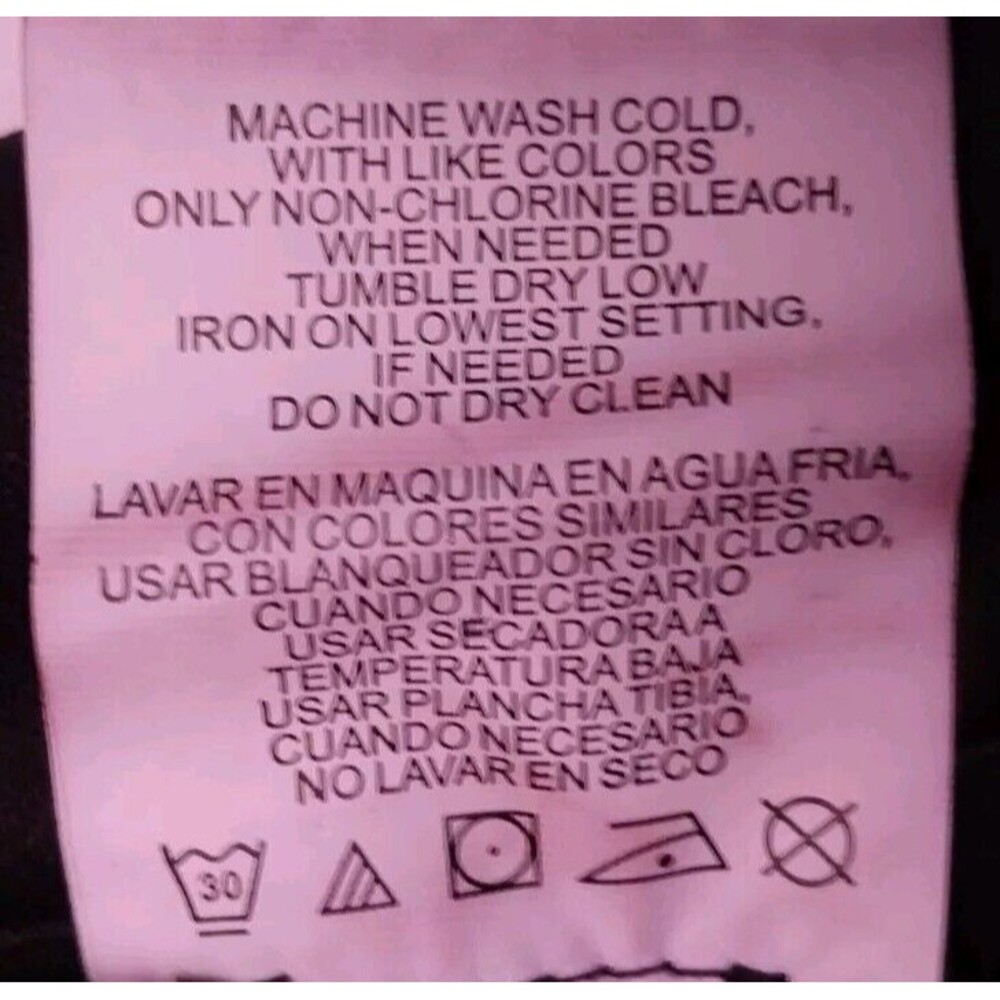 MACHINE WASH COLD,
WITH LIKE COLORS
ONLY NON-CHLORINE BLEACH,
WHEN NEEDED
TUMBLE DRY LOW
IRON ON LOWEST SETTING,
IF NEEDED
DO NOT DRY CLEAN
LAVAR EN MAQUINA EN AGUA FRIA,
CON COLORES SIMILARES
USAR BLANQUEADOR SIN CLORO,
CUANDO NECESARIO
USAR SECADORA A
TEMPERATURA BAJA
USAR PLANCHA TIBIA,
CUANDO NECESARIO
NO LAVAR EN SECO
30